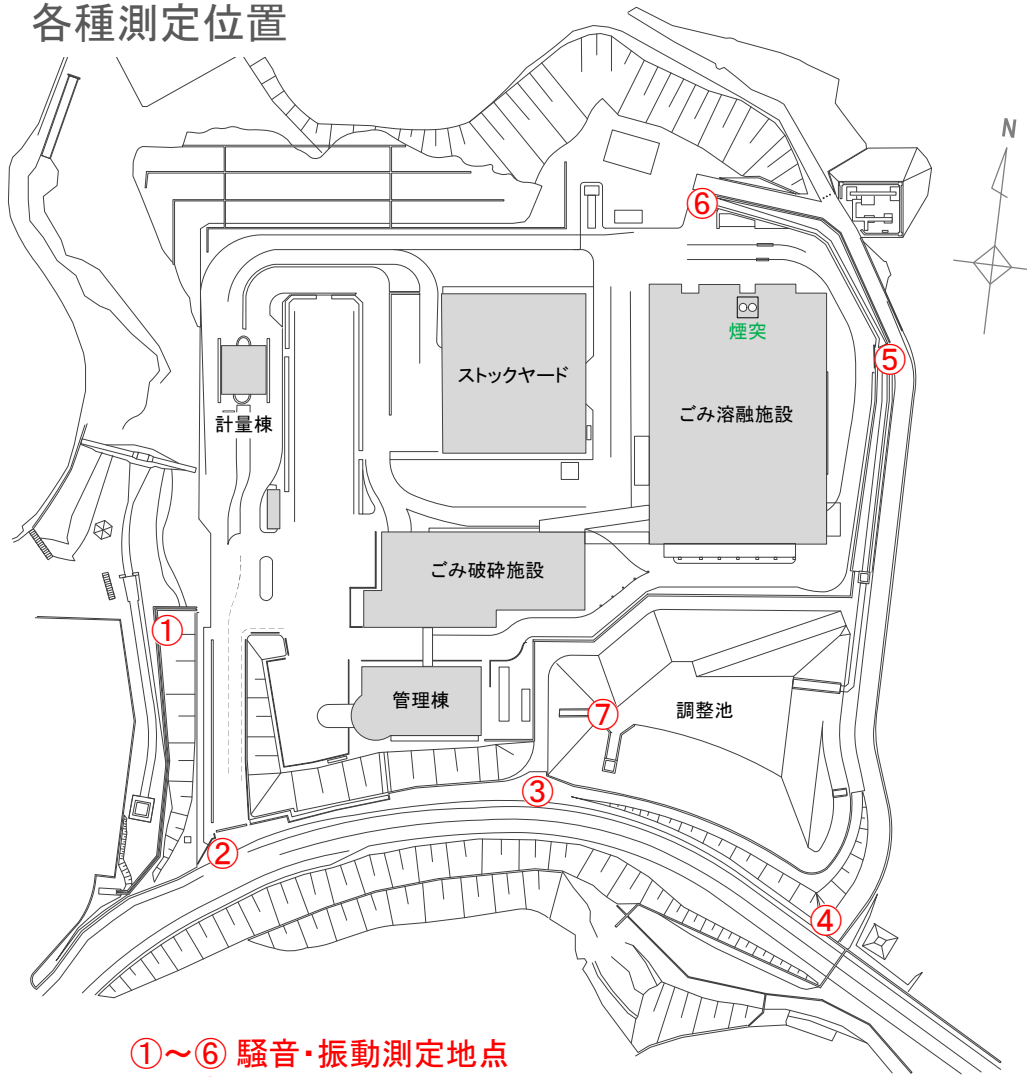 各種測定位置
N
⑥
煙突
⑤
ストックヤード
ごみ溶融施設
計量棟
ごみ破砕施設
①
管理棟
⑦
調整池
③
②
④
①～⑥ 騒音・振動測定地点